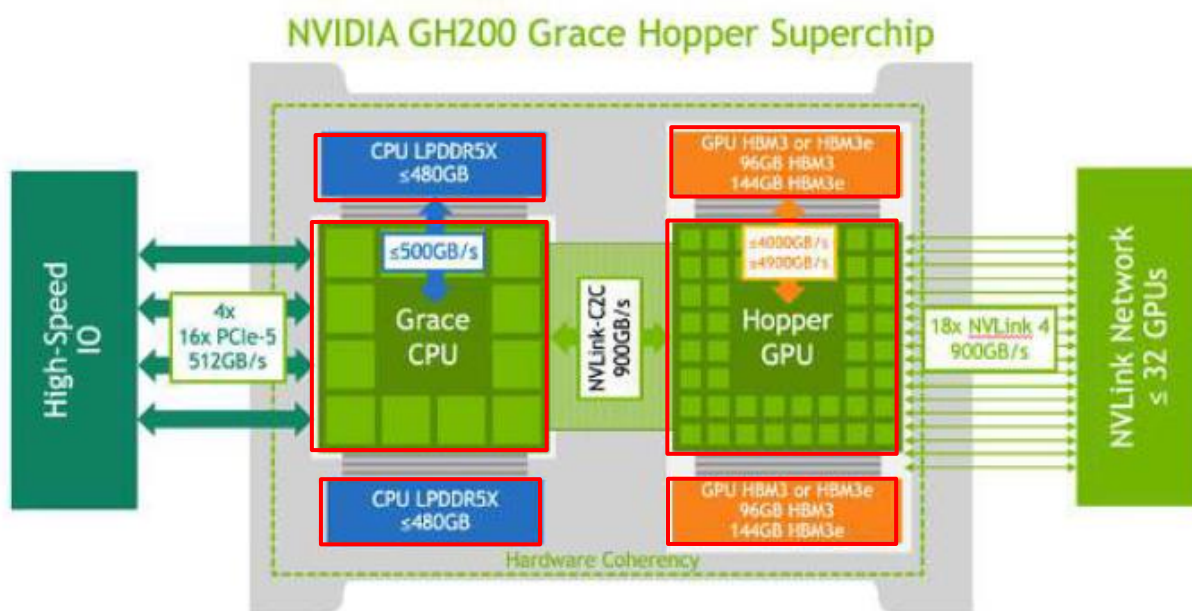 NVIDIA GH200 Grace Hopper Superchip
CPU LPDDR5X
≤480GB
GPU HBM3 or HBM3e
96GB HBM3
144GB HBM3e
High-Speed
IO
4x
16x PCIe-5
512GB/s
≤500GB/s
Grace
CPU
NVLink-C2C
900GB/s
≤4000GB/s
≤4900GB/s
Hopper
GPU
18x NVLink 4
900GB/s
NVLink Network
≤ 32 GPUs
CPU LPDDR5X
≤480GB
GPU HBM3 or HBM3e
96GB HBM3
144GB HBM3e
Hardware Coherency